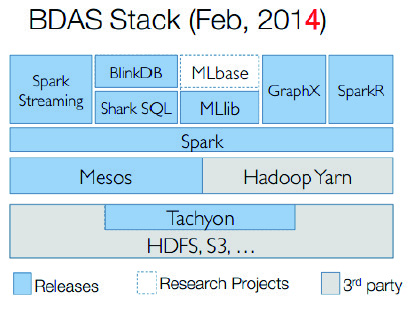 BDAS Stack (Feb, 2014)
Spark
Streaming
BlinkDB
Shark SQL
MLbase
MLlib
GraphX
SparkR
Spark
Mesos
Hadoop Yarn
Tachyon
HDFS, S3, …
Releases
Research Projects
3rd party